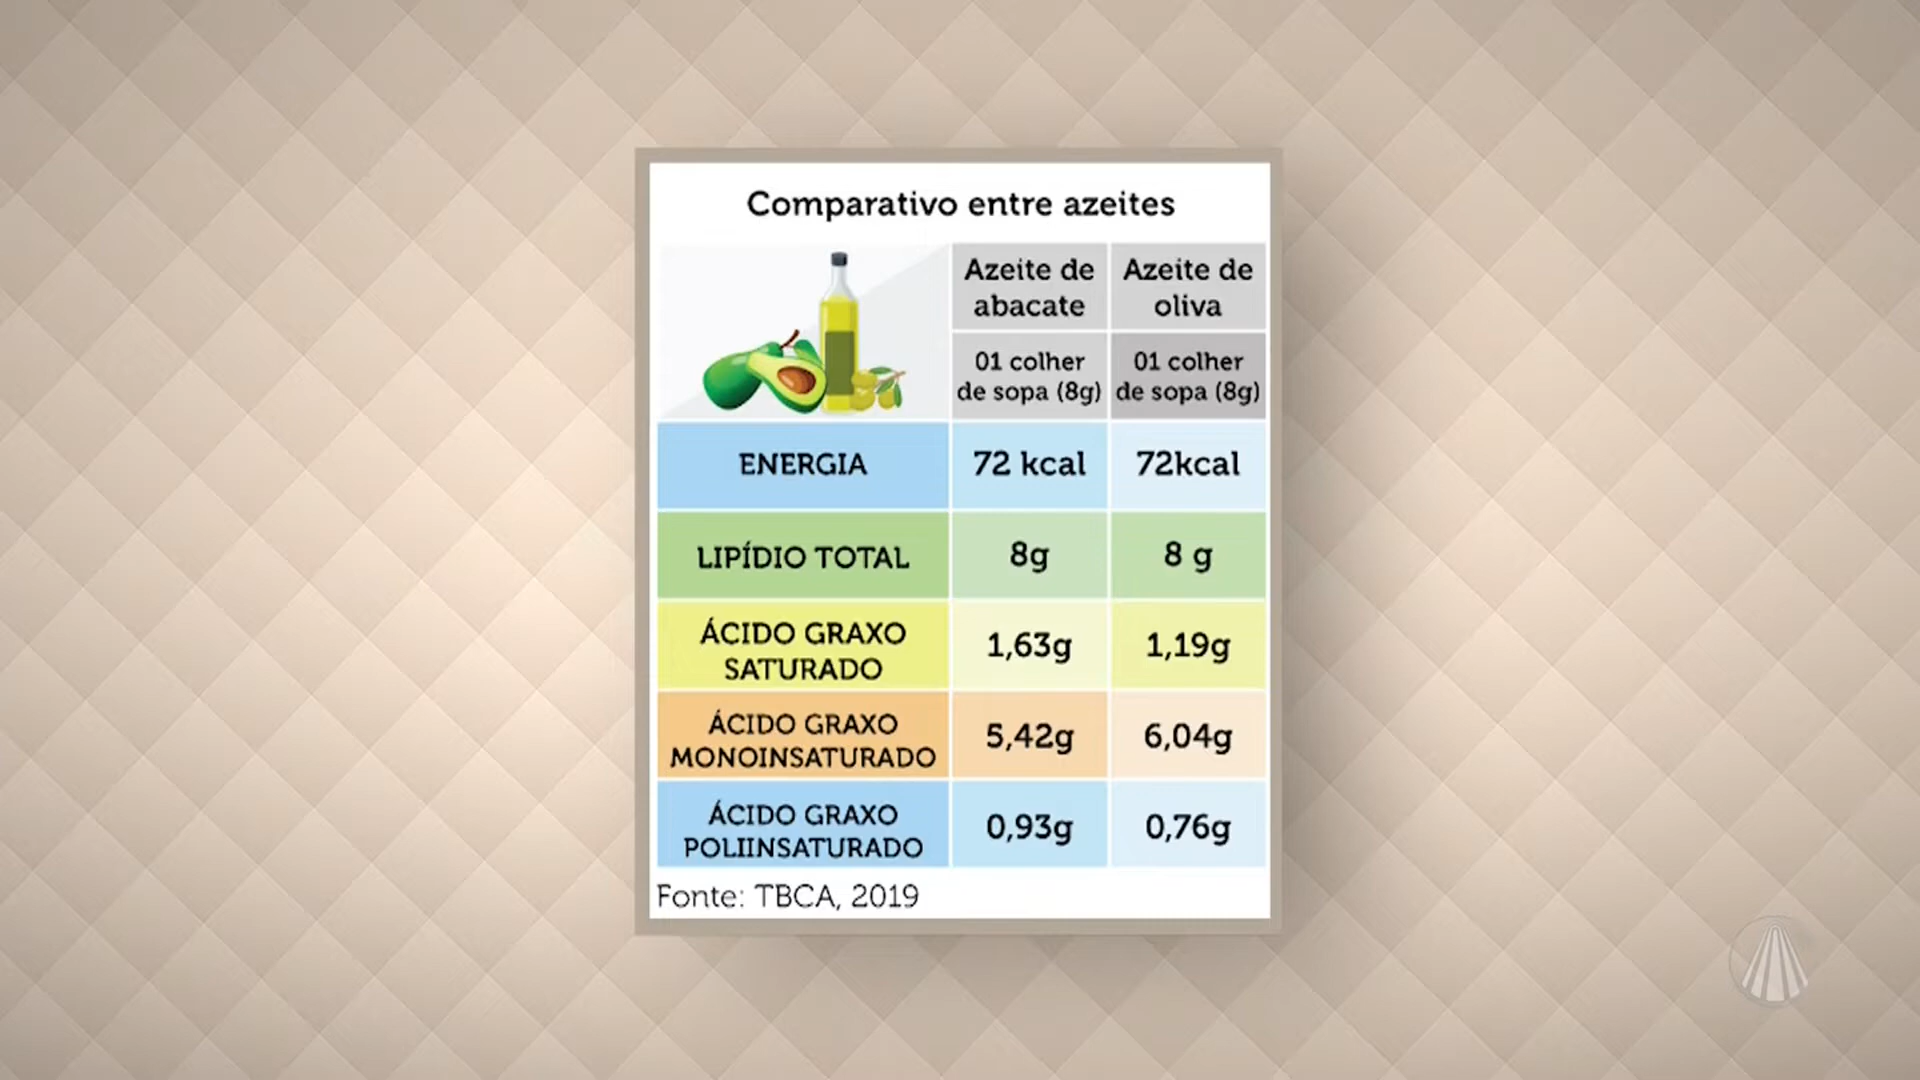 Comparativo entre azeites
Azeite de abacate
Azeite de oliva
01 colher de sopa (8g)
01 colher de sopa (8g)
ENERGIA
72 kcal
72kcal
LIPÍDIO TOTAL
8g
8 g
ÁCIDO GRAXO SATURADO
1,63g
1,19g
ÁCIDO GRAXO MONOINSATURADO
5,42g
6,04g
ÁCIDO GRAXO POLIINSATURADO
0,93g
0,76g
Fonte: TBCA, 2019